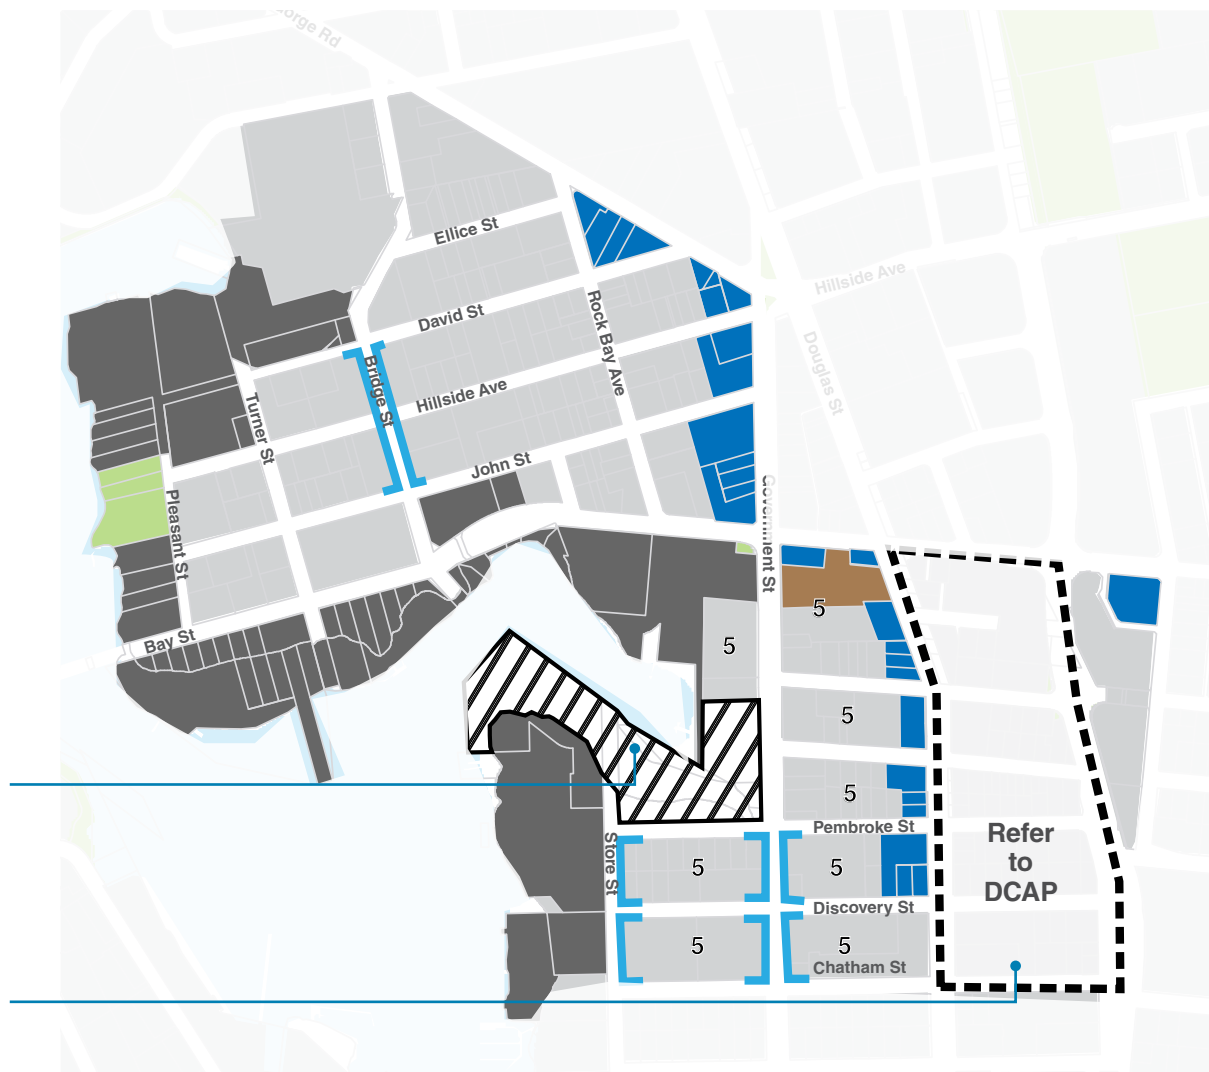 orge Rd
Ellice St
Hillside Ave
David St
Rock Bay Ave
Douglas St
Bridge St
Hillside Ave
Turner St
John St
Pleasant St
Government St
Bay St
5
5
5
5
Pembroke St
Store St
5
5
Refer
to
DCAP
Discovery St
5
5
Chatham St